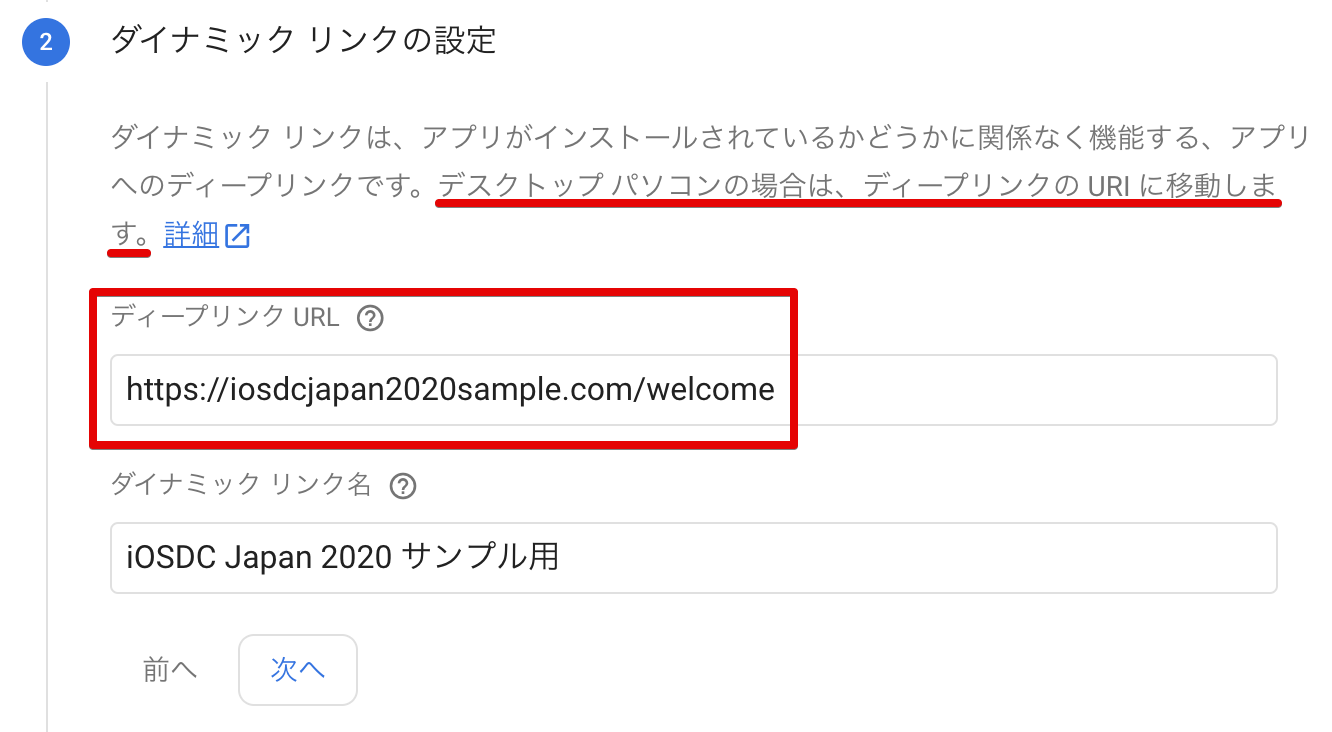 2 ダイナミック リンクの設定
ダイナミック リンクは、アプリがインストールされているかどうかに関係なく機能する、アプリ
へのディープリンクです。デスクトップ パソコンの場合は、ディープリンクの URI に移動しま
す。詳細
ディープリンク URL
https://iosdcjapan2020sample.com/welcome
ダイナミック リンク名
iOSDC Japan 2020 サンプル用
前へ 次へ